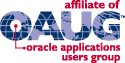 affiliate of
OAUG
oracle applications
users group